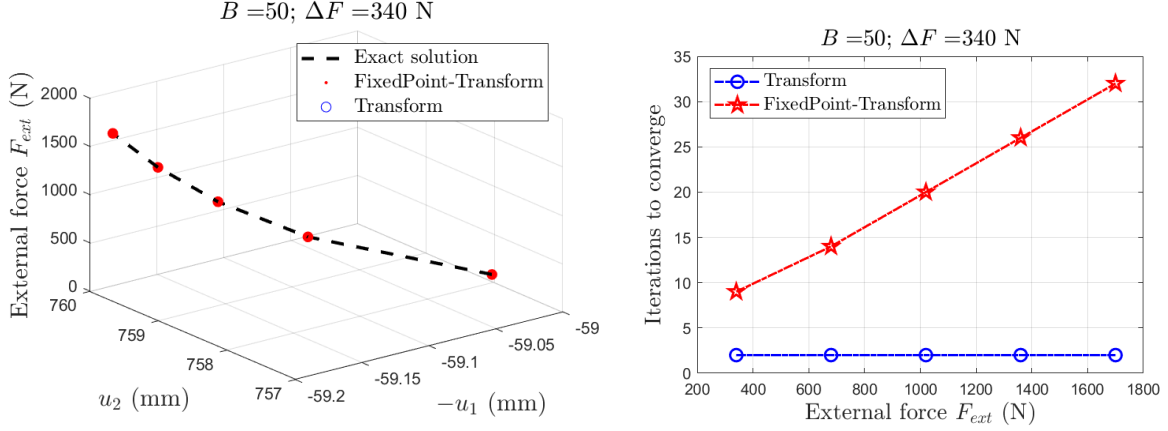 B =50; ΔF =340 N
Exact solution
FixedPoint-Transform
Transform
External force F_ext (N)
2000
1500
1000
500
0
760
759
758
757
u_2 (mm)
-59.2
-59.15
-59.1
-59.05
-59
-u_1 (mm)
B =50; ΔF =340 N
Transform
FixedPoint-Transform
Iterations to converge
35
30
25
20
15
10
5
0
200 400 600 800 1000 1200 1400 1600 1800
External force F_ext (N)